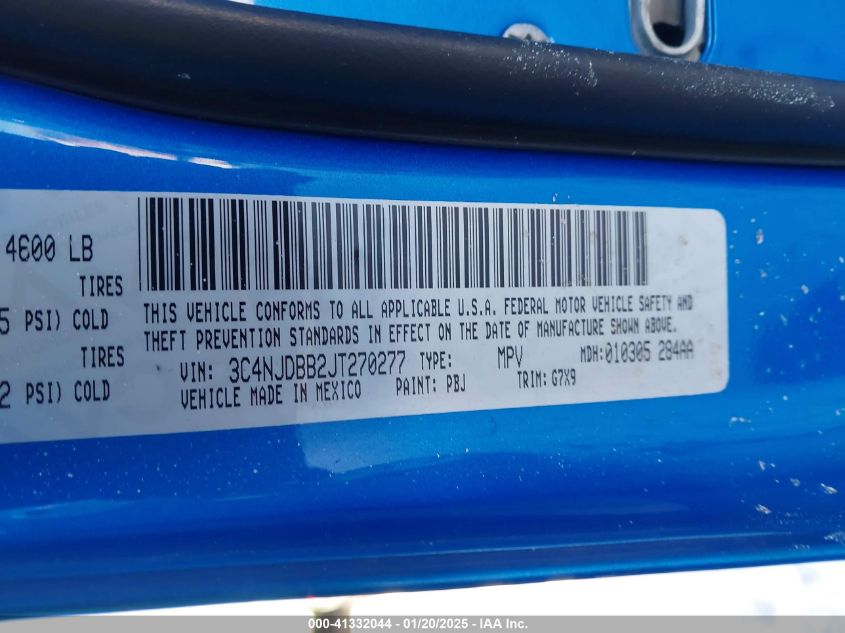 4600 LB
TIRES
5 PSI) COLD
TIRES
2 PSI) COLD
THIS VEHICLE CONFORMS TO ALL APPLICABLE U.S.A. FEDERAL MOTOR VEHICLE SAFETY AND
THEFT PREVENTION STANDARDS IN EFFECT ON THE DATE OF MANUFACTURE SHOWN ABOVE.
VIN: 3C4NJDBB2JT270277 TYPE: MPV MDH:010305 284AA
VEHICLE MADE IN MEXICO PAINT: PBJ TRIM: G7X9
000-41332044 - 01/20/2025 - IAA Inc.